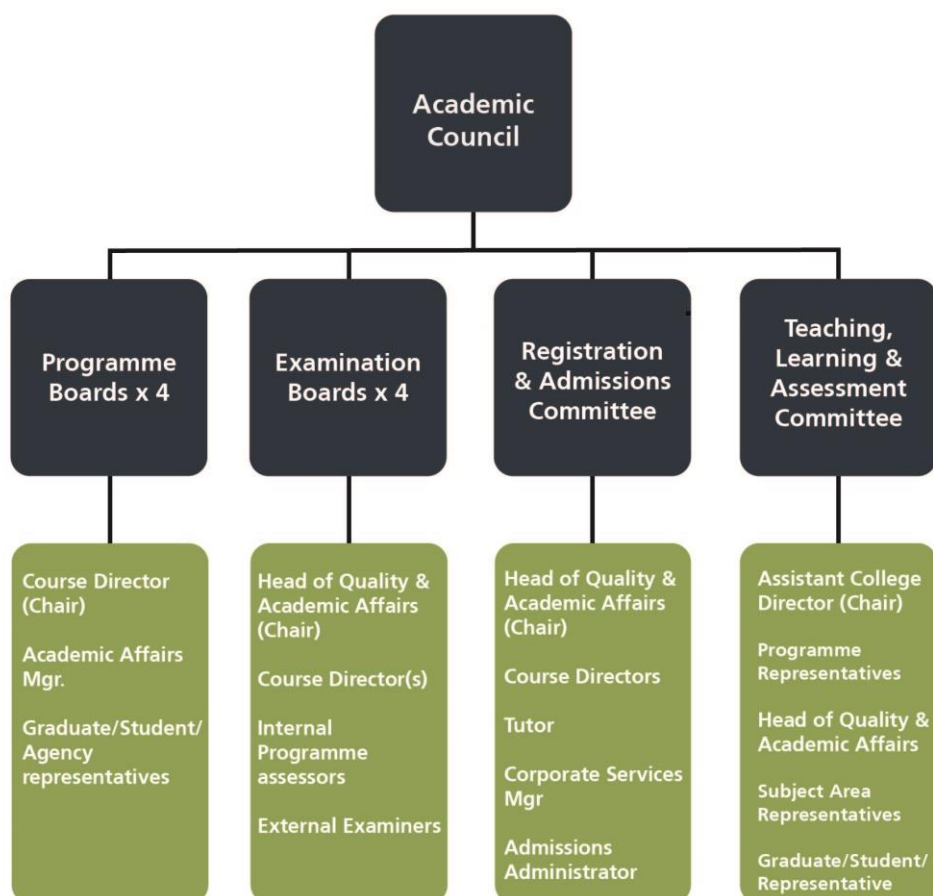 Academic
Council
Programme
Boards x 4
Examination
Boards x 4
Registration
& Admissions
Committee
Teaching,
Learning &
Assessment
Committee
Course Director
(Chair)
Academic Affairs
Mgr.
Graduate/Student/
Agency
representatives
Head of Quality &
Academic Affairs
(Chair)
Course Director(s)
Internal
Programme
assessors
External Examiners
Head of Quality &
Academic Affairs
(Chair)
Course Directors
Tutor
Corporate Services
Mgr
Admissions
Administrator
Assistant College
Director (Chair)
Programme
Representatives
Head of Quality &
Academic Affairs
Subject Area
Representatives
Graduate/Student/
Representative